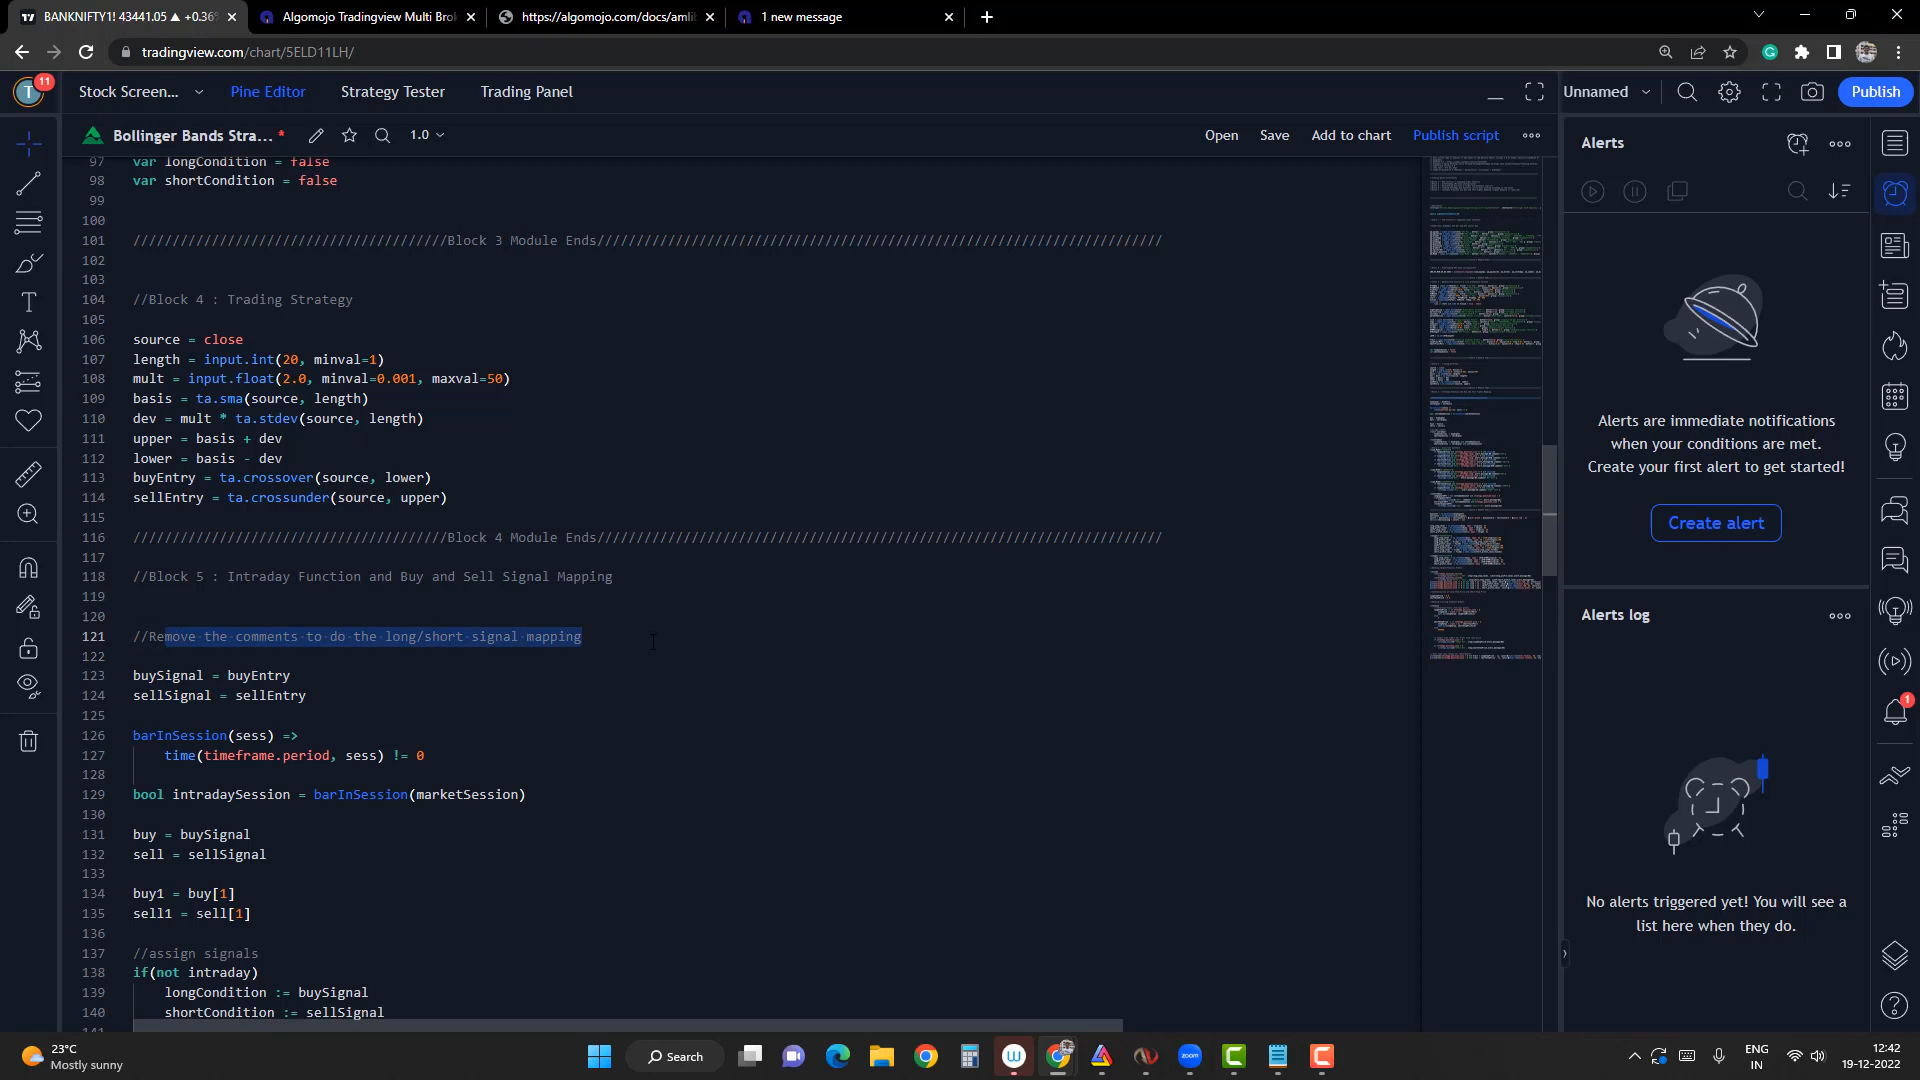 BANKNIFTY1! 43441.05 ▲ +0.36%
Algomojo Tradingview Multi Bro
https://algomojo.com/docs/amlib
1 new message
tradingview.com/chart/5ELD11LH/
T
11
Stock Screen...
Pine Editor
Strategy Tester
Trading Panel
Unnamed
Publish
Bollinger Bands Stra... *
1.0
Open
Save
Add to chart
Publish script
97 var longCondition = false
98 var shortCondition = false
99
100
101 ////////////////////////////////////////Block 3 Module Ends////////////////////////////////////////////////////////////////////////
102
103
104 //Block 4 : Trading Strategy
105
106 source = close
107 length = input.int(20, minval=1)
108 mult = input.float(2.0, minval=0.001, maxval=50)
109 basis = ta.sma(source, length)
110 dev = mult * ta.stdev(source, length)
111 upper = basis + dev
112 lower = basis - dev
113 buyEntry = ta.crossover(source, lower)
114 sellEntry = ta.crossunder(source, upper)
115
116 ////////////////////////////////////////Block 4 Module Ends////////////////////////////////////////////////////////////////////////
117
118 //Block 5 : Intraday Function and Buy and Sell Signal Mapping
119
120
121 //Remove the comments to do the long/short signal mapping
122
123 buySignal = buyEntry
124 sellSignal = sellEntry
125
126 barInSession(sess) =>
127 time(timeframe.period, sess) != 0
128
129 bool intradaySession = barInSession(marketSession)
130
131 buy = buySignal
132 sell = sellSignal
133
134 buy1 = buy[1]
135 sell1 = sell[1]
136
137 //assign signals
138 if(not intraday)
139 longCondition := buySignal
140 shortCondition := sellSignal
141
Alerts
Alerts are immediate notifications
when your conditions are met.
Create your first alert to get started!
Create alert
Alerts log
No alerts triggered yet! You will see a
list here when they do.
1
23°C
Mostly sunny
Search
zoom
ENG
IN
12:42
19-12-2022